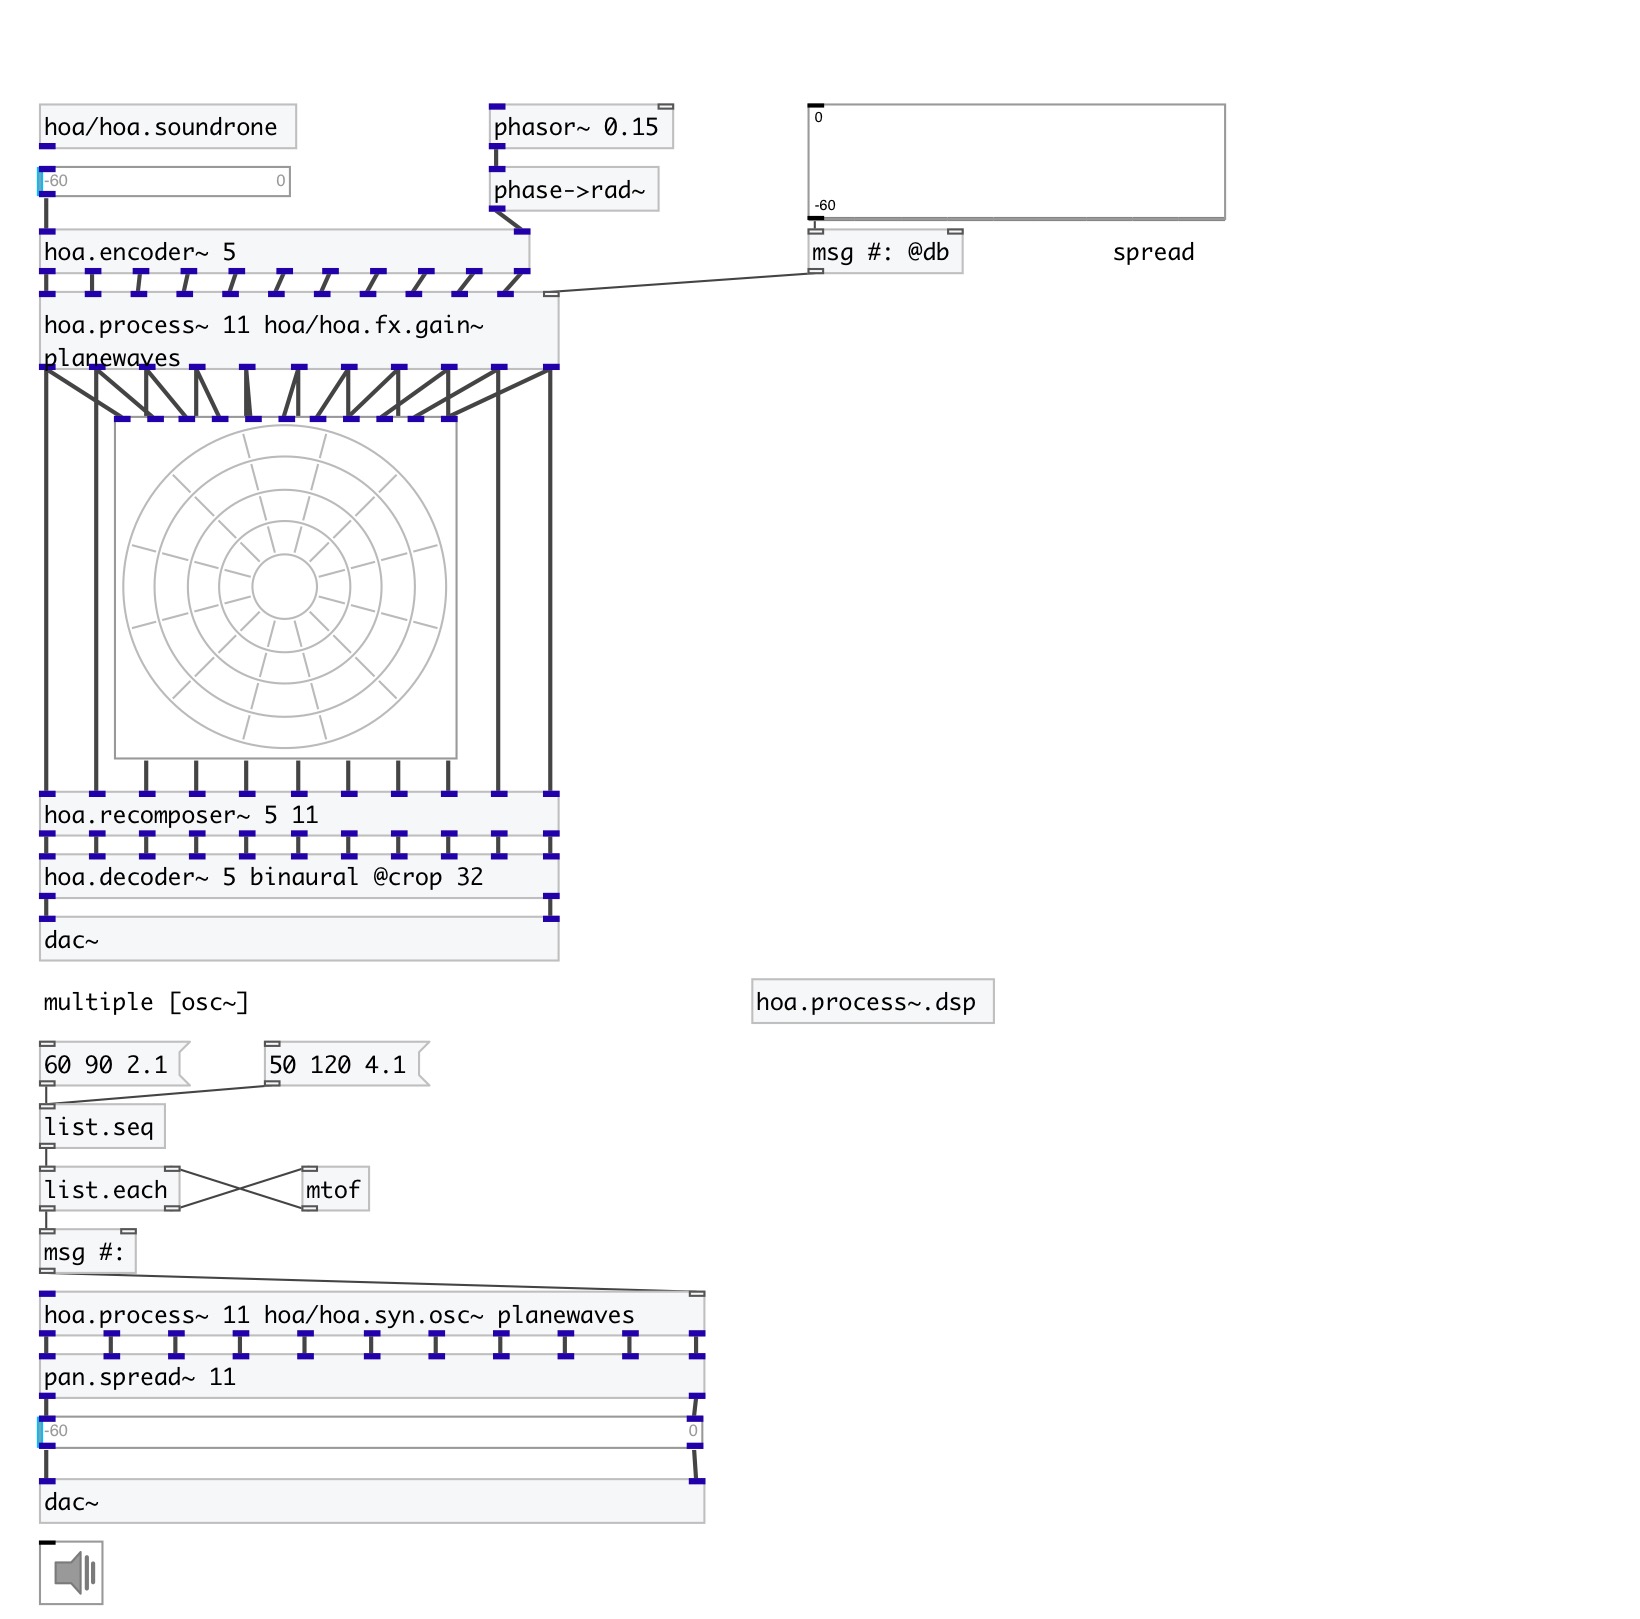 hoa/hoa.soundrone
phasor~ 0.15
0
-60
0
phase->rad~
-60
hoa.encoder~ 5
msg #: @db
spread
hoa.process~ 11 hoa/hoa.fx.gain~
planewaves
hoa.recomposer~ 5 11
hoa.decoder~ 5 binaural @crop 32
dac~
multiple [osc~]
hoa.process~.dsp
60 90 2.1
50 120 4.1
list.seq
list.each
mtof
msg #:
hoa.process~ 11 hoa/hoa.syn.osc~ planewaves
pan.spread~ 11
-60
0
dac~